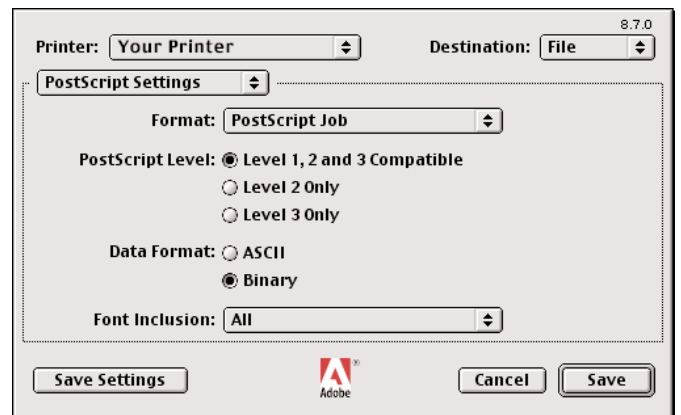 8.7.0
Printer: Your Printer Destination: File
PostScript Settings
Format: PostScript Job
PostScript Level: Level 1, 2 and 3 Compatible
Level 2 Only
Level 3 Only
Data Format: ASCII
Binary
Font Inclusion: All
Save Settings
Adobe
®
Cancel Save